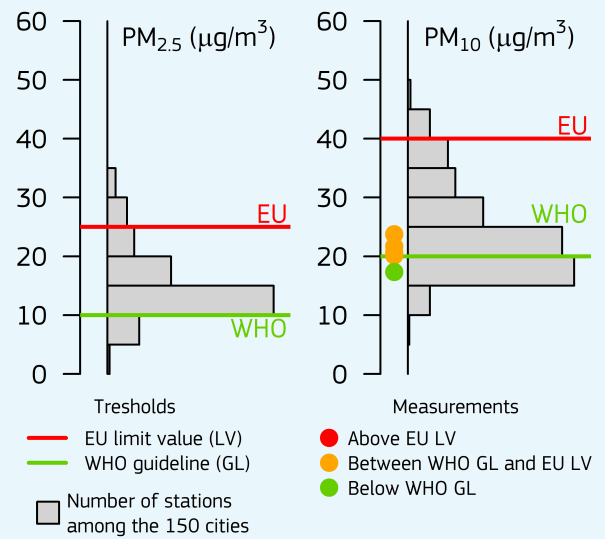 PM2.5 (μg/m³)
60
50
40
30
20
10
0
EU
WHO
PM10 (μg/m³)
60
50
40
30
20
10
0
EU
WHO
Tresholds
EU limit value (LV)
WHO guideline (GL)
Number of stations
among the 150 cities
Measurements
Above EU LV
Between WHO GL and EU LV
Below WHO GL